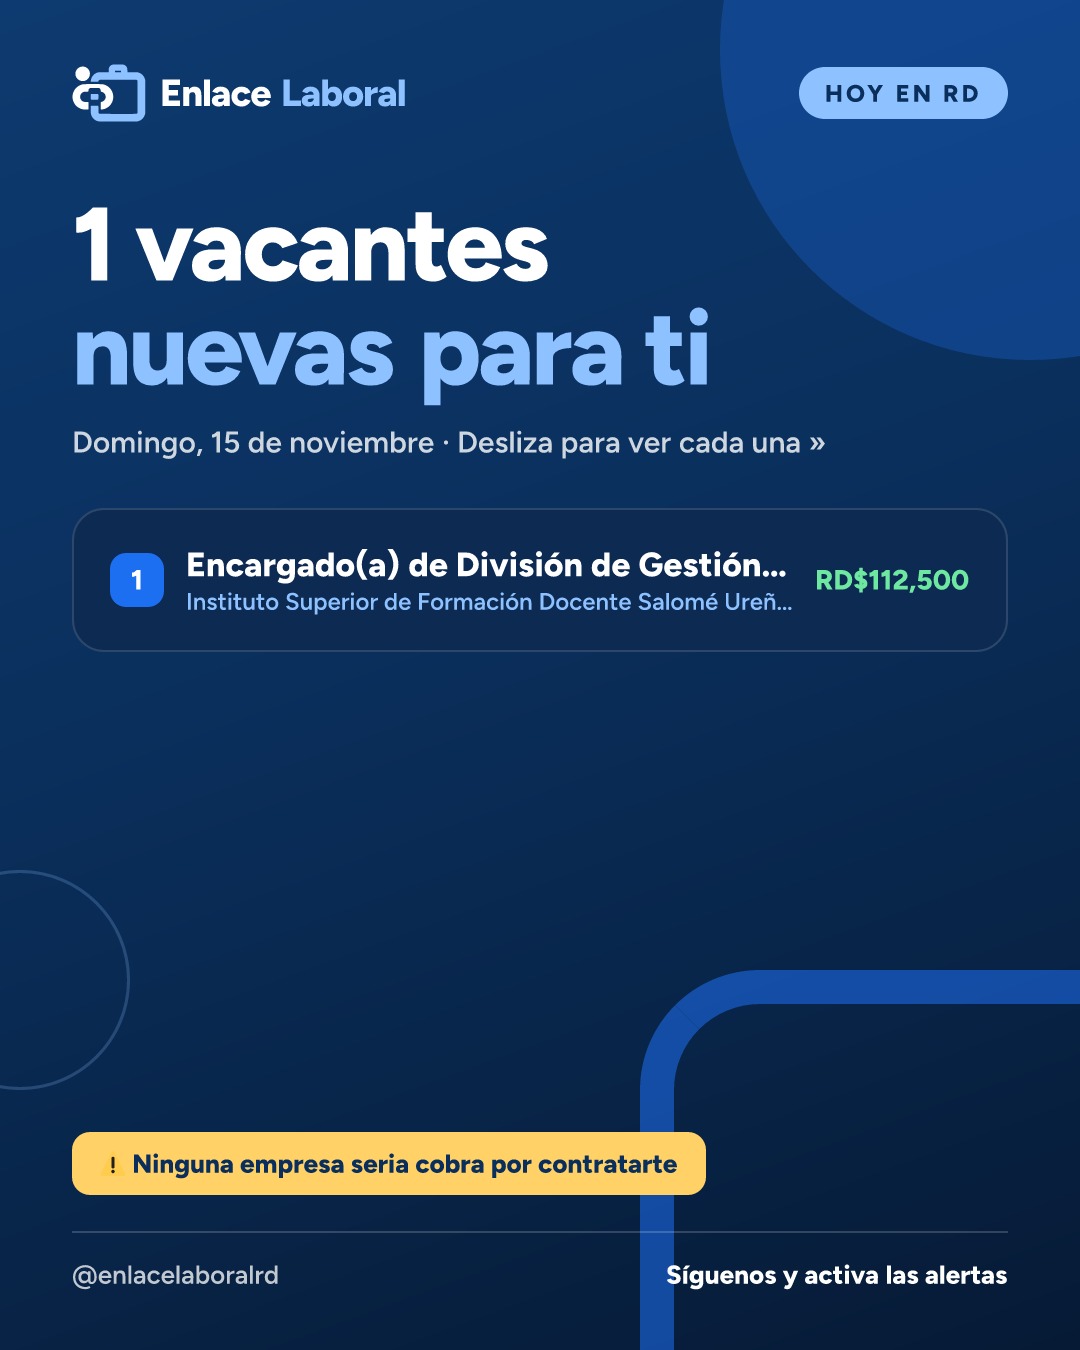 Enlace Laboral
HOY EN RD
1 vacantes
nuevas para ti
Domingo, 15 de noviembre · Desliza para ver cada una »
1
Encargado(a) de División de Gestión...
Instituto Superior de Formación Docente Salomé Ureñ...
RD$112,500
⚠ Ninguna empresa seria cobra por contratarte
@enlacelaboralrd
Síguenos y activa las alertas